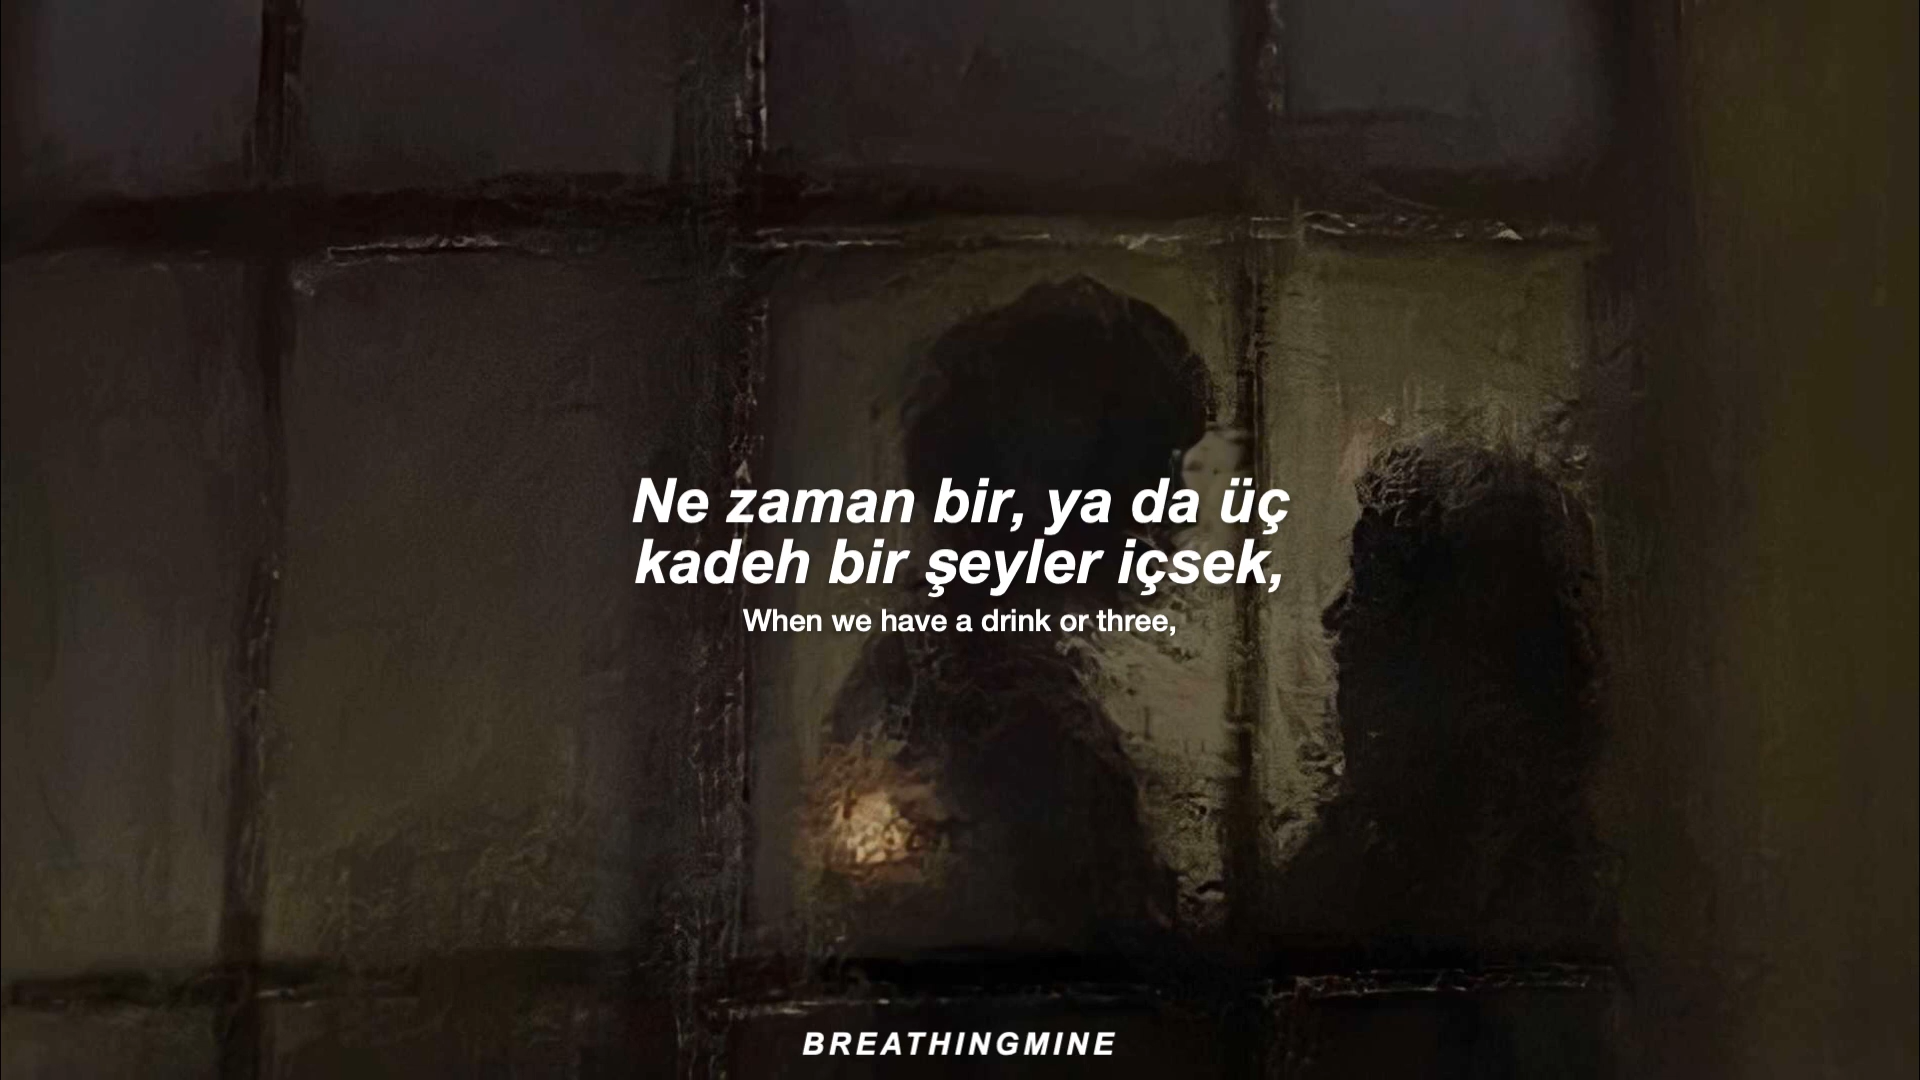 Ne zaman bir, ya da üç
kadeh bir şeyler içsek,
When we have a drink or three,
BREATHINGMINE